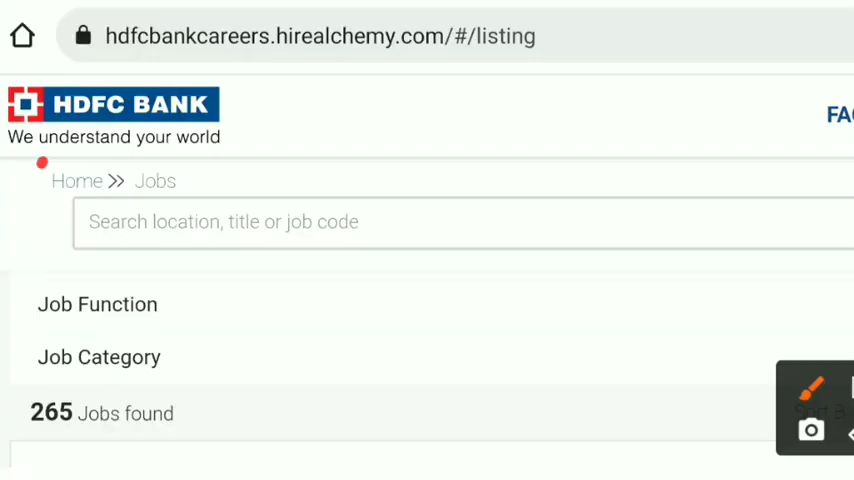 hdfcbankcareers.hirealchemy.com/#/listing
HDFC BANK
We understand your world
FA
Home >> Jobs
Search location, title or job code
Job Function
Job Category
265 Jobs found
Sort B